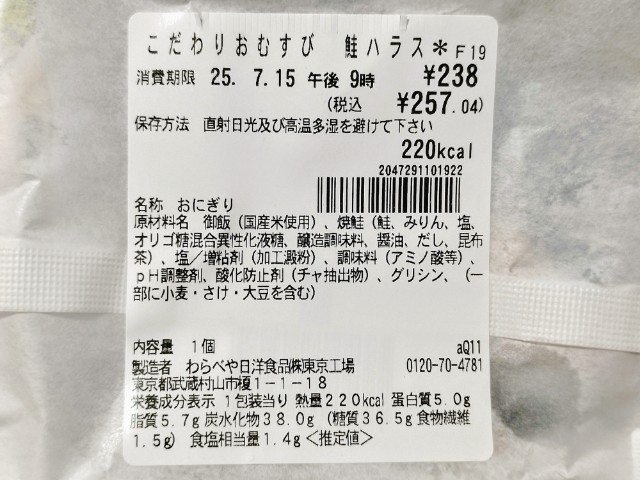 こだわりおむすび 鮭ハラス＊ F19
消費期限 25. 7.15 午後 9時 ¥238
(税込 ¥257.04)
保存方法 直射日光及び高温多湿を避けて下さい
220kcal
2047291101922
名称 おにぎり
原材料名 御飯（国産米使用）、焼鮭（鮭、みりん、塩、
オリゴ糖混合異性化液糖、醸造調味料、醤油、だし、昆布
茶）、塩／増粘剤（加工澱粉）、調味料（アミノ酸等）、
pH調整剤、酸化防止剤（チャ抽出物）、グリシン、（一
部に小麦・さけ・大豆を含む）
内容量 1個 aQ11
製造者 わらべや日洋食品㈱東京工場 0120-70-4781
東京都武蔵村山市榎1－1－18
栄養成分表示 1包装当り 熱量220kcal 蛋白質5.0g
脂質5.7g 炭水化物38.0g （糖質36.5g 食物繊維
1.5g） 食塩相当量1.4g＜推定値＞